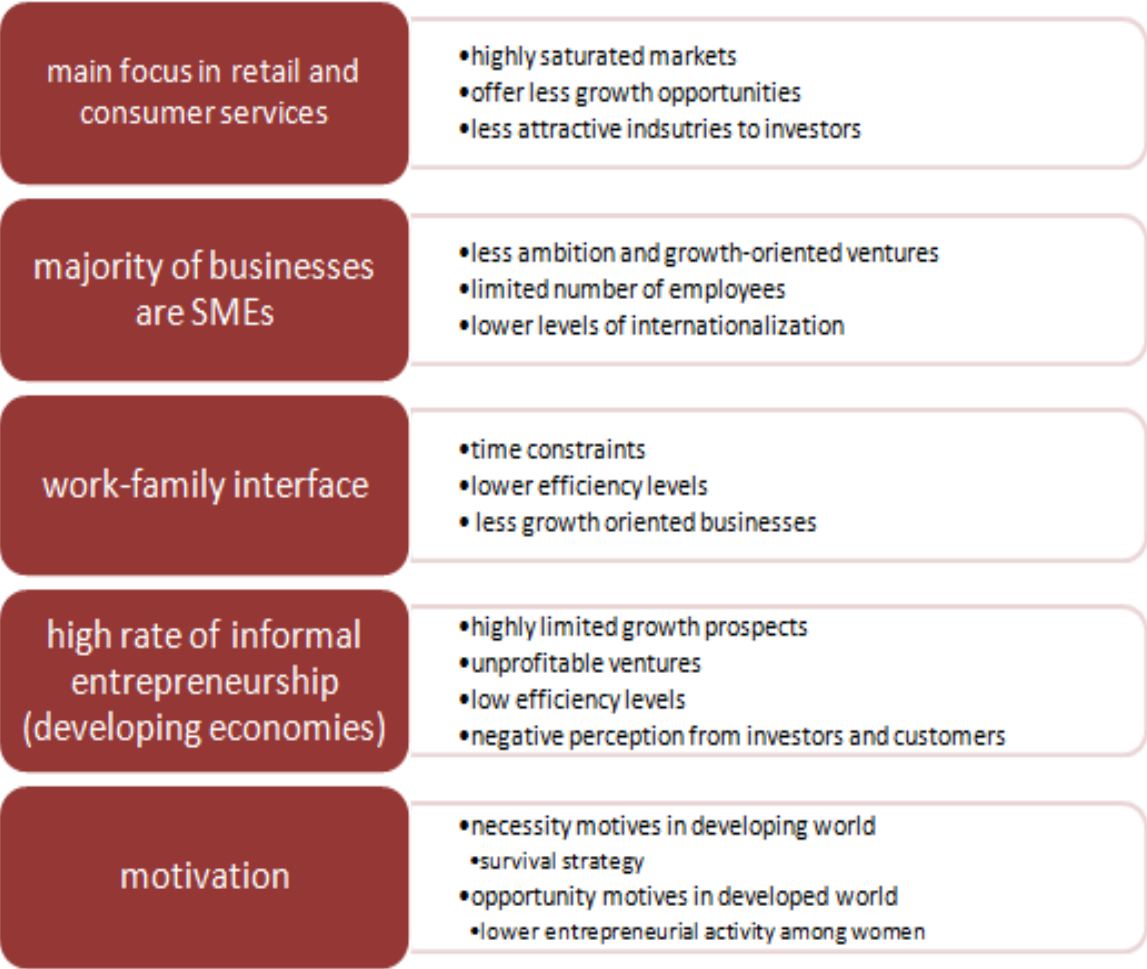 main focus in retail and
consumer services
•highly saturated markets
•offer less growth opportunities
•less attractive indsutries to investors
majority of businesses
are SMEs
•less ambition and growth-oriented ventures
•limited number of employees
•lower levels of internationalization
work-family interface
•time constraints
•lower efficiency levels
• less growth oriented businesses
high rate of informal
entrepreneurship
(developing economies)
•highly limited growth prospects
•unprofitable ventures
•low efficiency levels
•negative perception from investors and customers
motivation
•necessity motives in developing world
•survival strategy
•opportunity motives in developed world
•lower entrepreneurial activity among women